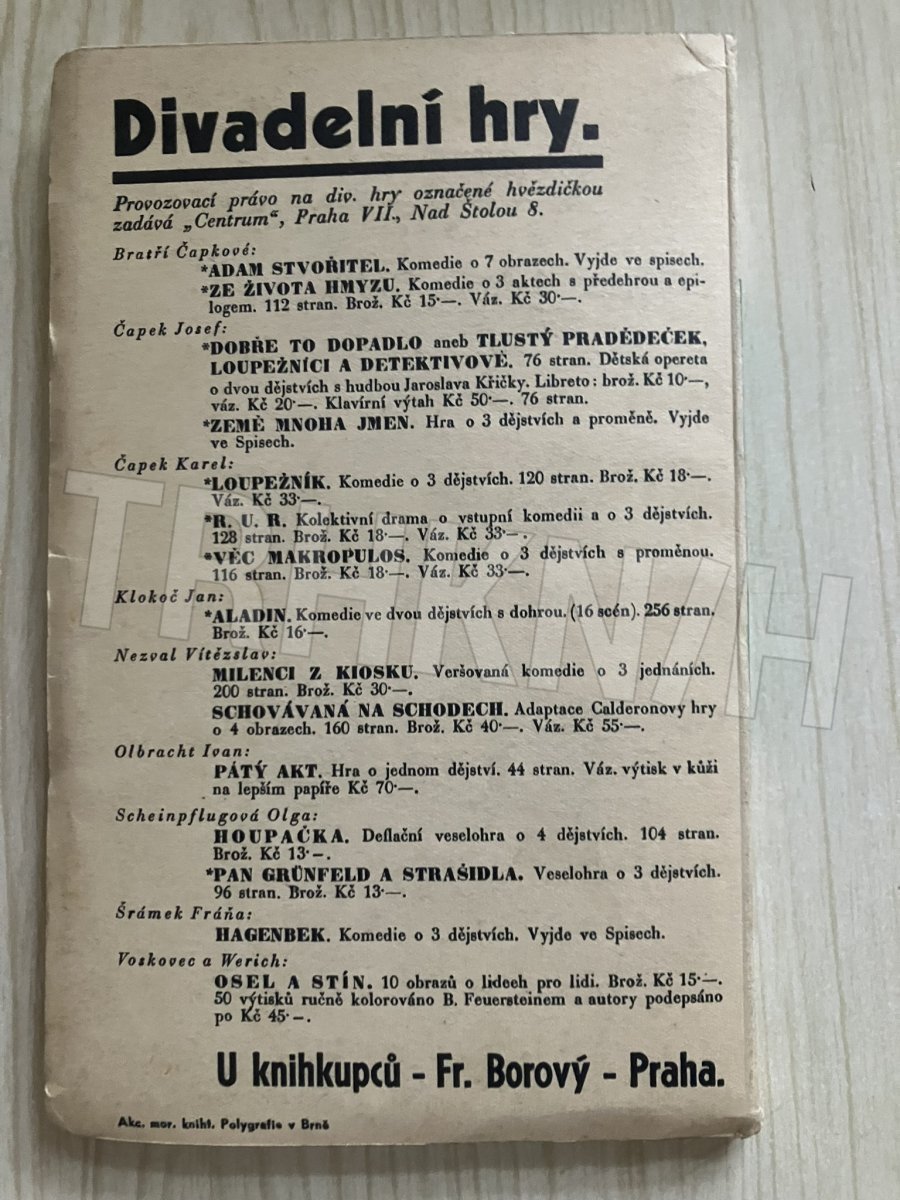 Divadelní hry.
Provozovací právo na div. hry označené hvězdičkou
zadává „Centrum“, Praha VII., Nad Štolou 8.
Bratří Čapkové:
*ADAM STVOŘITEL. Komedie o 7 obrazech. Vyjde ve spisech.
*ZE ŽIVOTA HMYZU. Komedie o 3 aktech s předehrou a epi-
logem. 112 stran. Brož. Kč 15·—. Váz. Kč 30·—.
Čapek Josef:
*DOBŘE TO DOPADLO aneb TLUSTÝ PRADĚDEČEK,
LOUPEŽNÍCI A DETEKTIVOVÉ. 76 stran. Dětská opereta
o dvou dějstvích s hudbou Jaroslava Křičky. Libreto: brož. Kč 10·—,
váz. Kč 20·—. Klavírní výtah Kč 50·—. 76 stran.
*ZEMĚ MNOHA JMEN. Hra o 3 dějstvích a proměně. Vyjde
ve Spisech.
Čapek Karel:
*LOUPEŽNÍK. Komedie o 3 dějstvích. 120 stran. Brož. Kč 18·—.
Váz. Kč 33·—.
*R. U. R. Kolektivní drama o vstupní komedii a o 3 dějstvích.
128 stran. Brož. Kč 18·—. Váz. Kč 33·—.
*VĚC MAKROPULOS. Komedie o 3 dějstvích s proměnou.
116 stran. Brož. Kč 18·—. Váz. Kč 33·—.
Klokoč Jan:
*ALADIN. Komedie ve dvou dějstvích s dohrou. (16 scén). 256 stran.
Brož. Kč 16·—.
Nezval Vítězslav:
MILENCI Z KIOSKU. Veršovaná komedie o 3 jednáních.
200 stran. Brož. Kč 30·—.
SCHOVÁVANÁ NA SCHODECH. Adaptace Calderonovy hry
o 4 obrazech. 160 stran. Brož. Kč 40·—. Váz. Kč 55·—.
Olbracht Ivan:
PÁTÝ AKT. Hra o jednom dějství. 44 stran. Váz. výtisk v kůži
na lepším papíře Kč 70·—.
Scheinpflugová Olga:
HOUPAČKA. Deflační veselohra o 4 dějstvích. 104 stran.
Brož. Kč 13·–.
*PAN GRÜNFELD A STRAŠIDLA. Veselohra o 3 dějstvích.
96 stran. Brož. Kč 13·—.
Šrámek Fráňa:
HAGENBEK. Komedie o 3 dějstvích. Vyjde ve Spisech.
Voskovec a Werich:
OSEL A STÍN. 10 obrazů o lidech pro lidi. Brož. Kč 15·—.
50 výtisků ručně kolorováno B. Feuersteinem a autory podepsáno
po Kč 45·–.
U knihkupců - Fr. Borový - Praha.
Akc. mor. kniht. Polygrafie v Brně